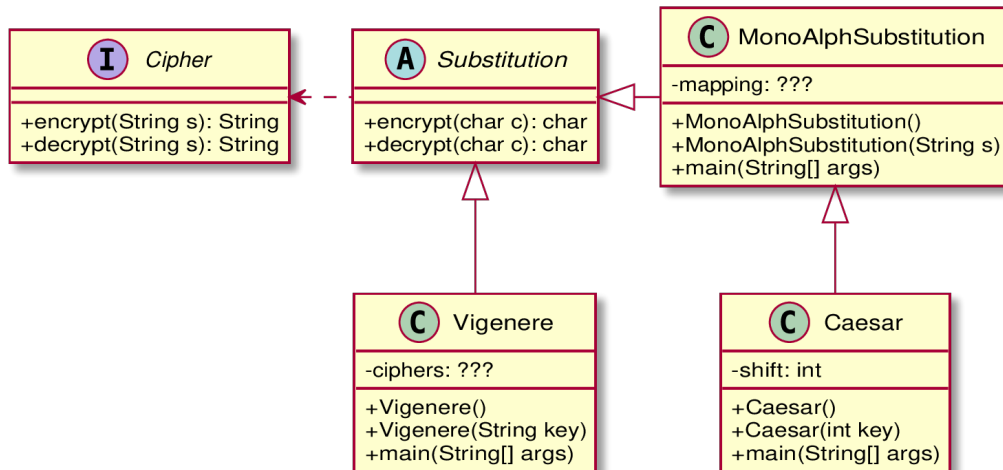 I Cipher
+encrypt(String s): String
+decrypt(String s): String
A Substitution
+encrypt(char c): char
+decrypt(char c): char
C MonoAlphSubstitution
-mapping: ???
+MonoAlphSubstitution()
+MonoAlphSubstitution(String s)
+main(String[] args)
C Vigenere
-ciphers: ???
+Vigenere()
+Vigenere(String key)
+main(String[] args)
C Caesar
-shift: int
+Caesar()
+Caesar(int key)
+main(String[] args)